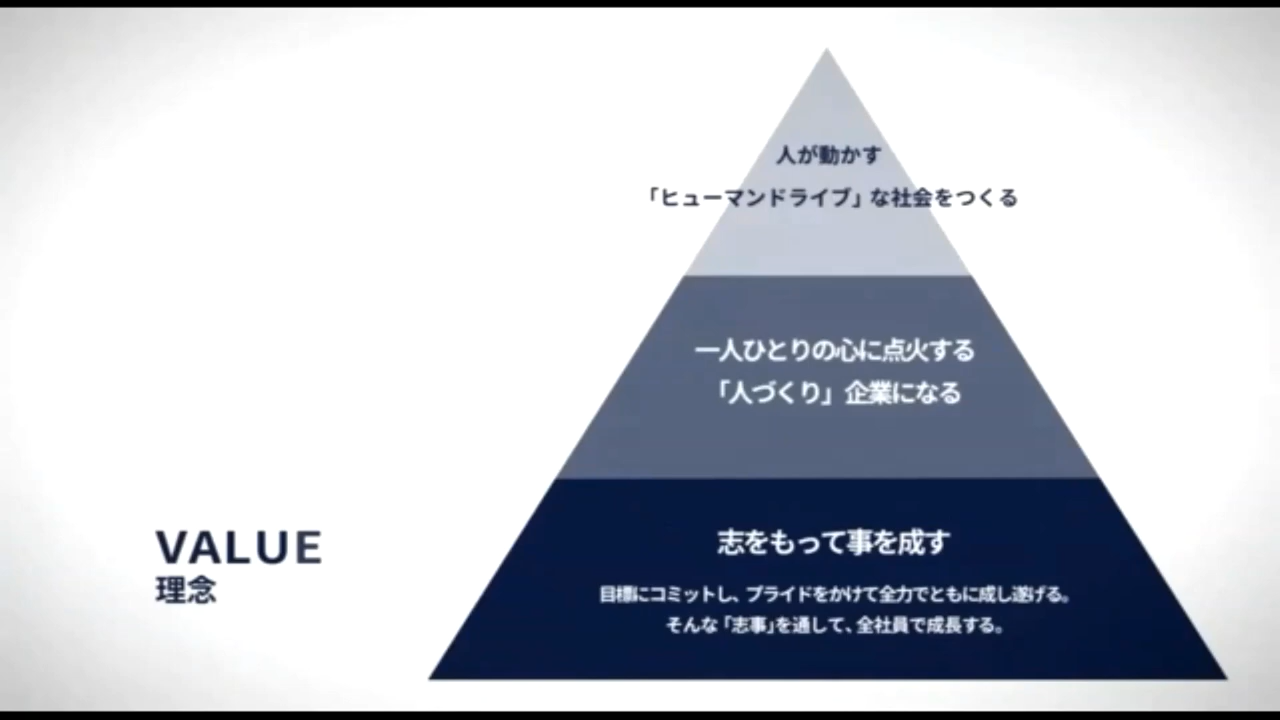 人が動かす
「ヒューマンドライブ」な社会をつくる
一人ひとりの心に点火する
「人づくり」企業になる
志をもって事を成す
目標にコミットし、プライドをかけて全力でともに成し遂げる。
そんな「志事」を通して、全社員で成長する。
VALUE
理念